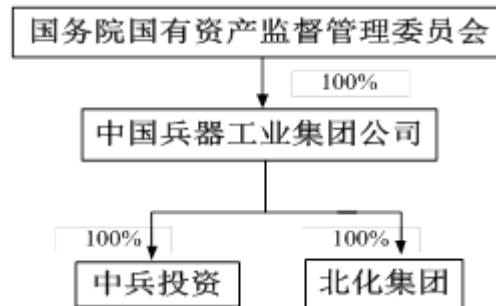 国务院国有资产监督管理委员会
100%
中国兵器工业集团公司
100%
100%
中兵投资
北化集团